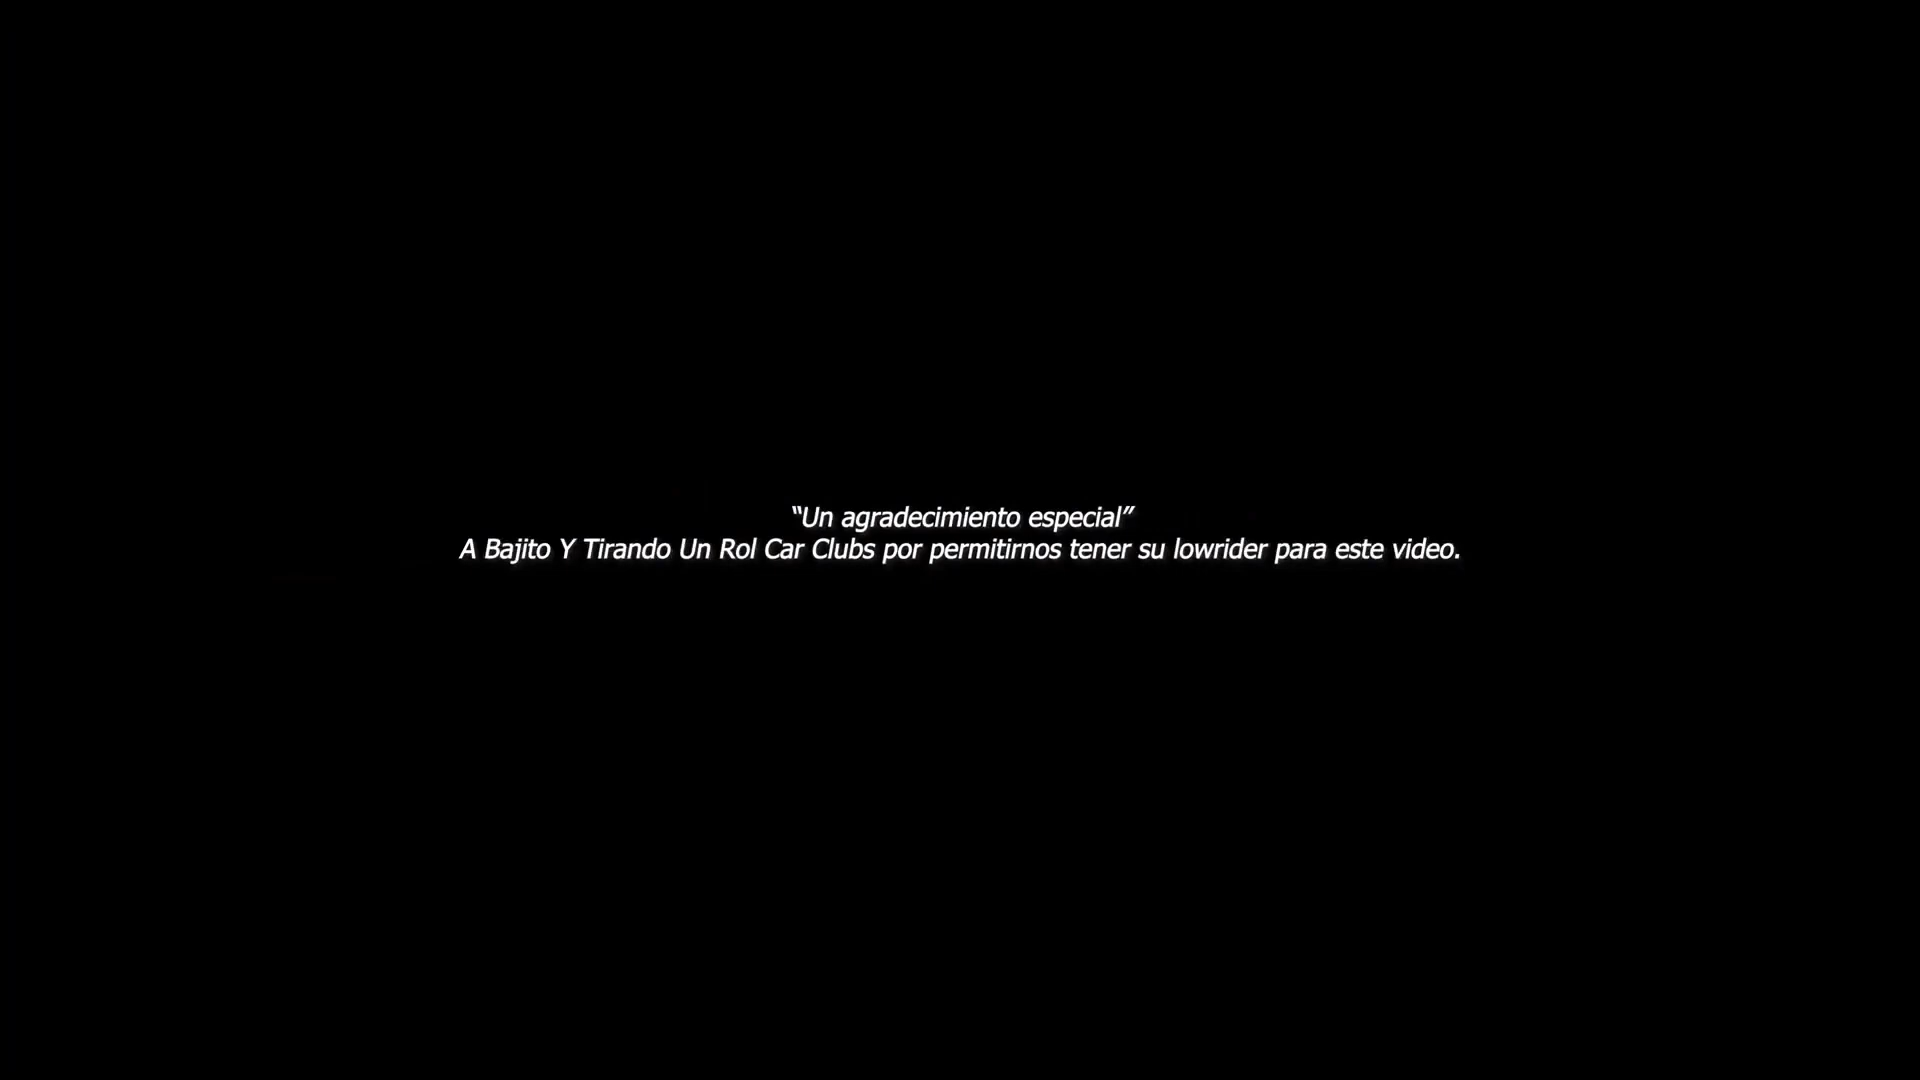 “Un agradecimiento especial”
A Bajito Y Tirando Un Rol Car Clubs por permitirnos tener su lowrider para este video.